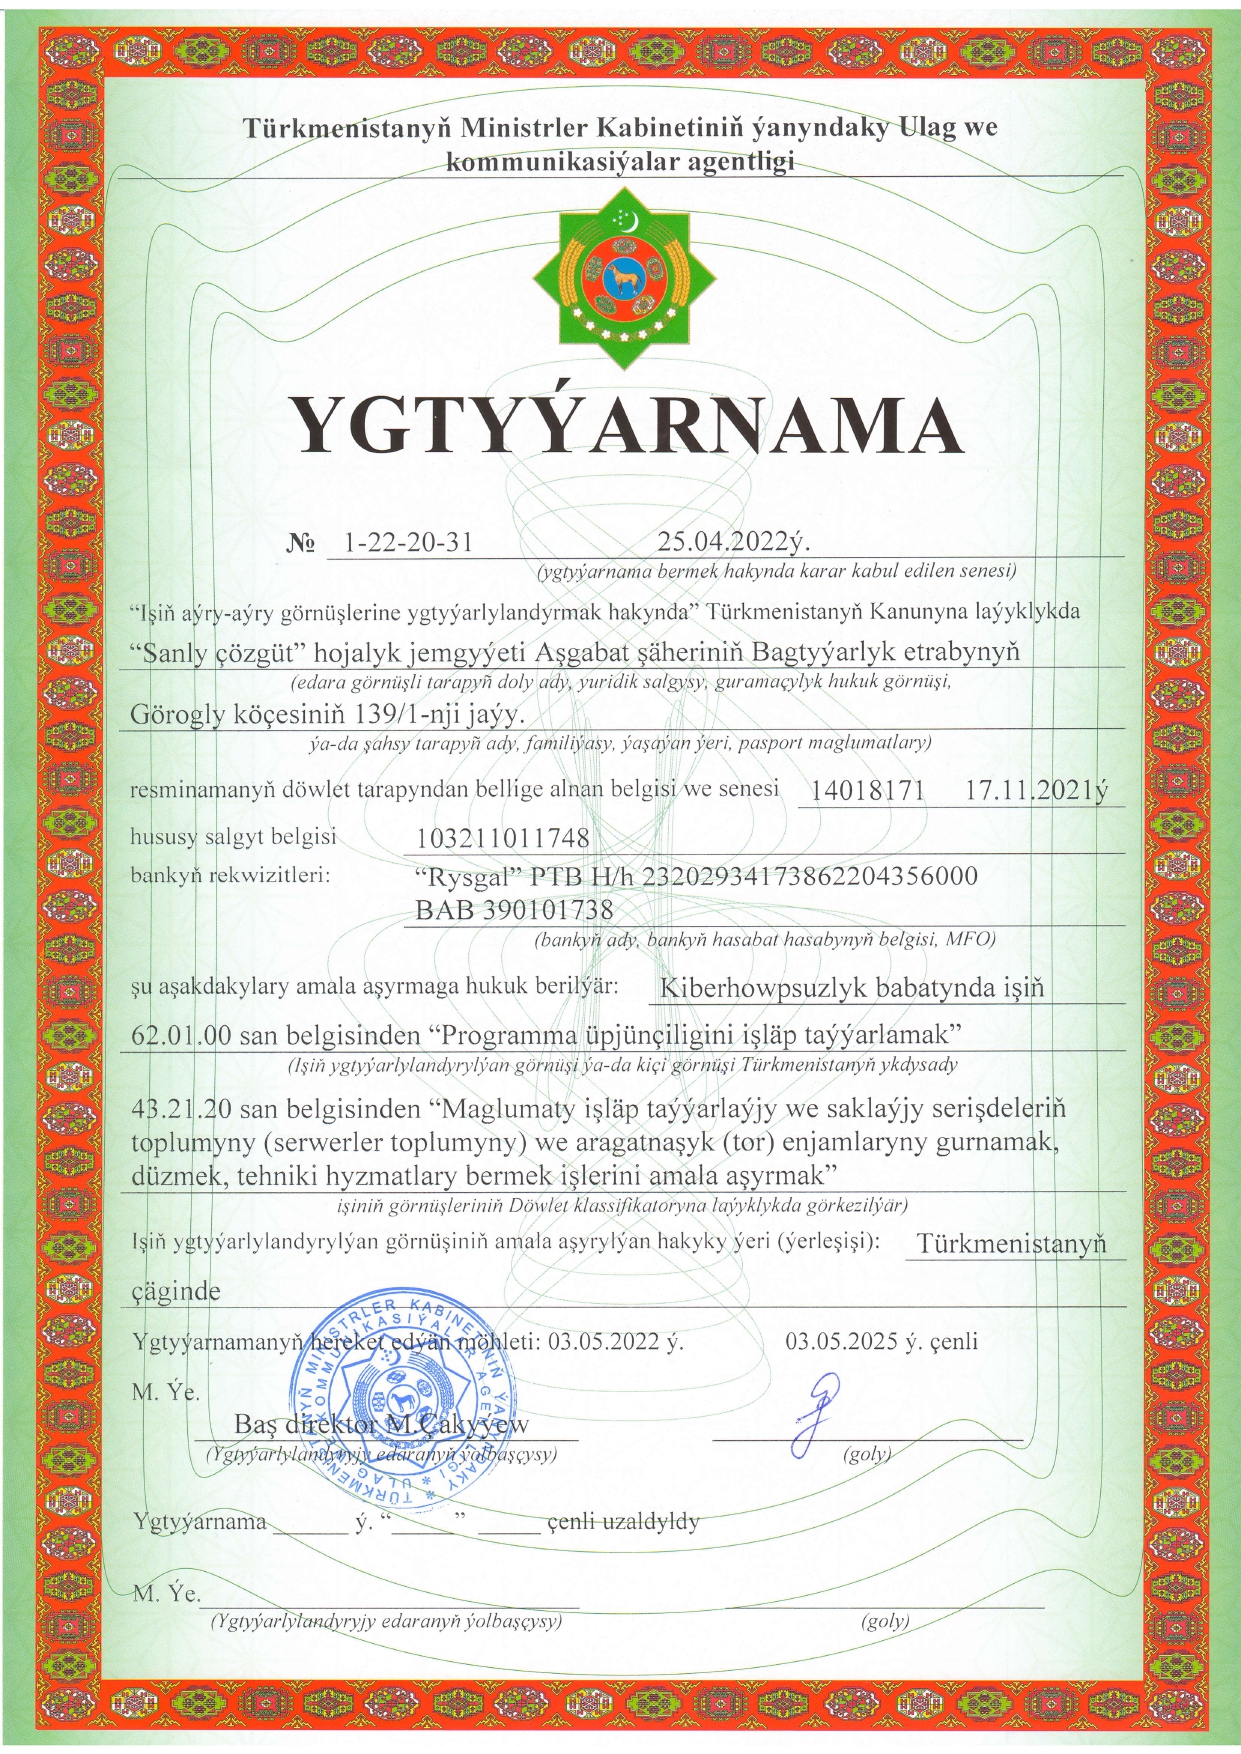 Türkmenistanyň Ministrler Kabinetiniň ýanyndaky Ulag we
kommunikasiýalar agentligi
YGTYÝARNAMA
№ 1-22-20-31 25.04.2022ý.
(ygtyýarnama bermek hakynda karar kabul edilen senesi)
“Işiň aýry-aýry görnüşlerine ygtyýarlylandyrmak hakynda” Türkmenistanyň Kanunyna laýyklykda
“Sanly çözgüt” hojalyk jemgyýeti Aşgabat şäheriniň Bagtyýarlyk etrabynyň
(edara görnüşli tarapyň doly ady, yuridik salgysy, guramaçylyk hukuk görnüşi,
Görogly köçesiniň 139/1-nji jaýy.
ýa-da şahsy tarapyň ady, familiýasy, ýaşaýan ýeri, pasport maglumatlary)
resminamanyň döwlet tarapyndan bellige alnan belgisi we senesi 14018171 17.11.2021ý
hususy salgyt belgisi 103211011748
bankyň rekwizitleri: “Rysgal” PTB H/h 23202934173862204356000
BAB 390101738
(bankyň ady, bankyň hasabat hasabynyň belgisi, MFO)
şu aşakdakylary amala aşyrmaga hukuk berilýär: Kiberhowpsuzlyk babatynda işiň
62.01.00 san belgisinden “Programma üpjünçiligini işläp taýýarlamak”
(Işiň ygtyýarlylandyrylýan görnüşi ýa-da kiçi görnüşi Türkmenistanyň ykdysady
43.21.20 san belgisinden “Maglumaty işläp taýýarlaýjy we saklaýjy serişdeleriň
toplumyny (serwerler toplumyny) we aragatnaşyk (tor) enjamlaryny gurnamak,
düzmek, tehniki hyzmatlary bermek işlerini amala aşyrmak”
işiniň görnüşleriniň Döwlet klassifikatoryna laýyklykda görkezilýär)
Işiň ygtyýarlylandyrylýan görnüşiniň amala aşyrylýan hakyky ýeri (ýerleşişi): Türkmenistanyň
çäginde
Ygtyýarnamanyň hereket edýän möhleti: 03.05.2022 ý. 03.05.2025 ý. çenli
M. Ýe.
Baş direktor M.Çakyýew
(Ygtyýarlylandyryjy edaranyň ýolbaşçysy) (goly)
TÜRKMENISTANYŇ MINISTRLER KABINETINIŇ ÝANYNDAKY
ULAG WE KOMMUNIKASIÝALAR AGENTLIGI
Ygtyýarnama ______ ý. “_____” _____ çenli uzaldyldy
M. Ýe.
(Ygtyýarlylandyryjy edaranyň ýolbaşçysy) (goly)